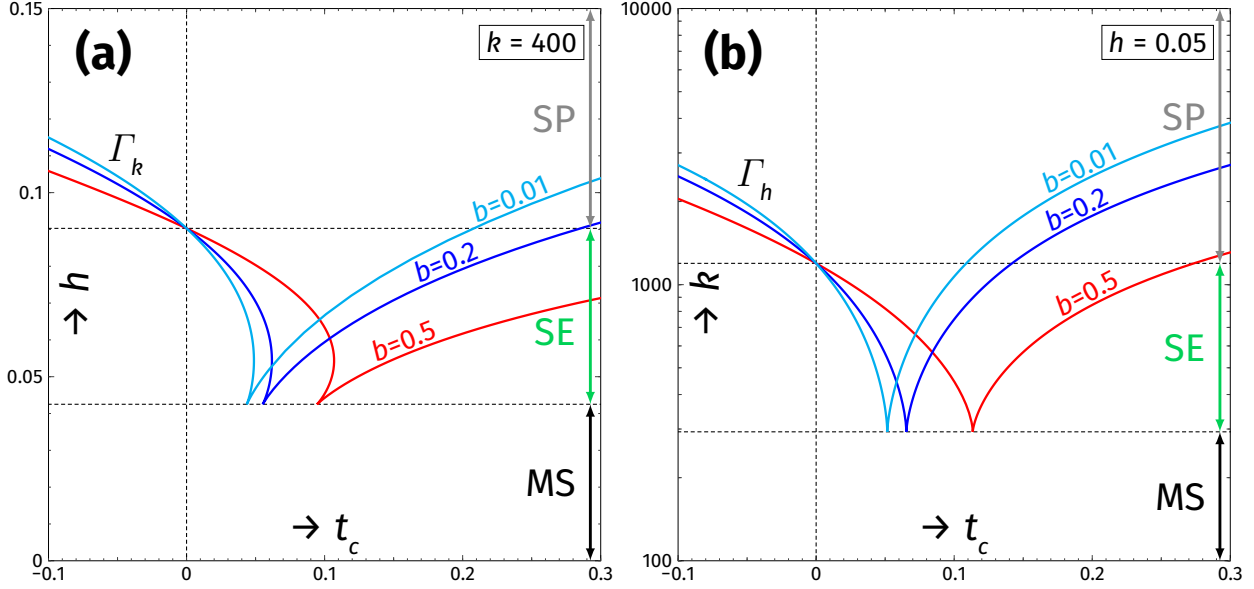 (a)
k = 400
0.15
0.1
0.05
0
Γk
b=0.01
b=0.2
b=0.5
SP
SE
MS
→ h
→ tc
−0.1
0
0.1
0.2
0.3
(b)
h = 0.05
10000
1000
100
Γh
b=0.01
b=0.2
b=0.5
SP
SE
MS
→ k
→ tc
−0.1
0
0.1
0.2
0.3